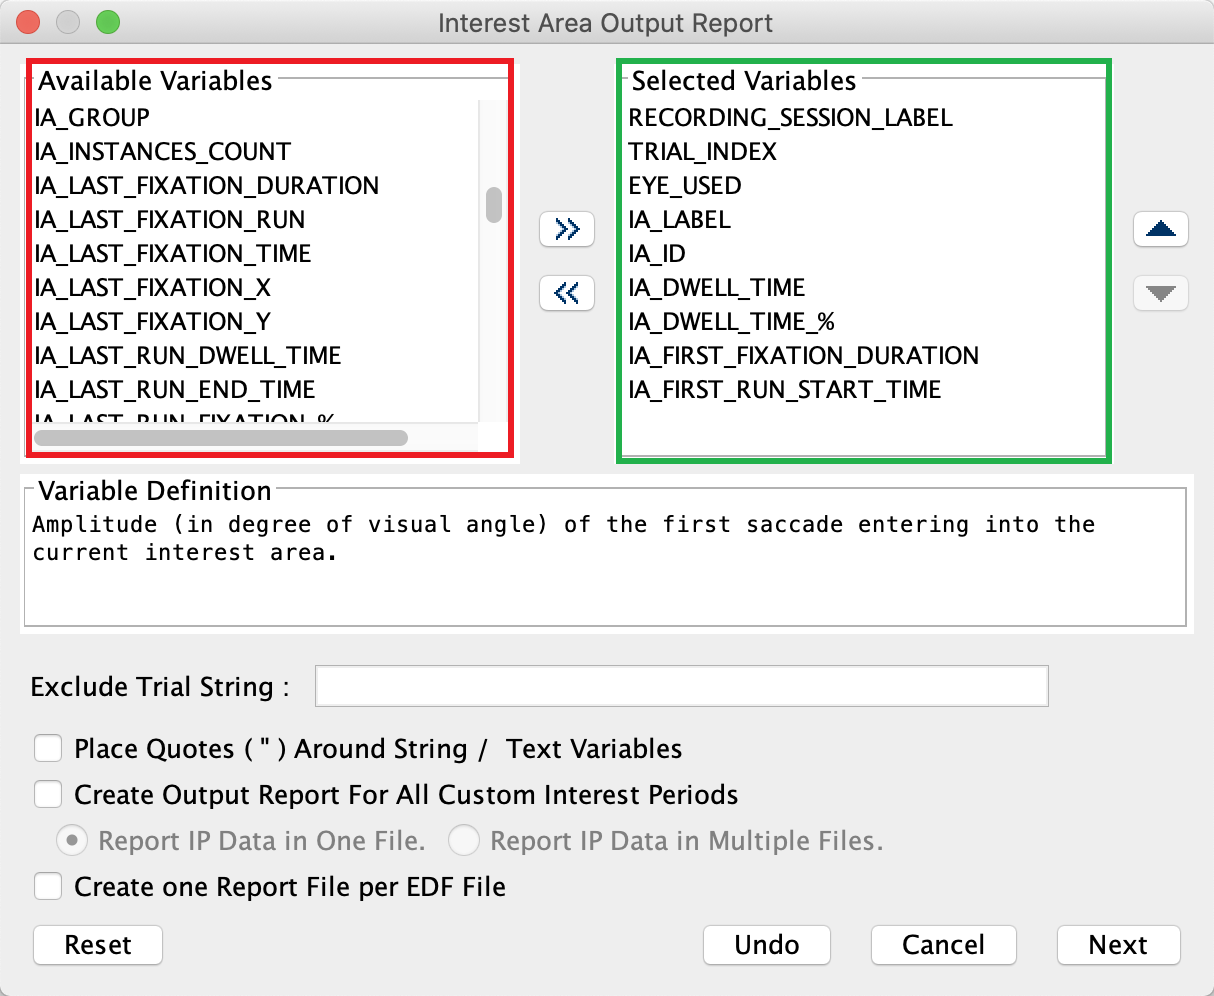 Interest Area Output Report
Available Variables
IA_GROUP
IA_INSTANCES_COUNT
IA_LAST_FIXATION_DURATION
IA_LAST_FIXATION_RUN
IA_LAST_FIXATION_TIME
IA_LAST_FIXATION_X
IA_LAST_FIXATION_Y
IA_LAST_RUN_DWELL_TIME
IA_LAST_RUN_END_TIME
IA_LAST_RUN_FIXATION_%
Selected Variables
RECORDING_SESSION_LABEL
TRIAL_INDEX
EYE_USED
IA_LABEL
IA_ID
IA_DWELL_TIME
IA_DWELL_TIME_%
IA_FIRST_FIXATION_DURATION
IA_FIRST_RUN_START_TIME
Variable Definition
Amplitude (in degree of visual angle) of the first saccade entering into the
current interest area.
Exclude Trial String :
Place Quotes ( " ) Around String /  Text Variables
Create Output Report For All Custom Interest Periods
Report IP Data in One File. Report IP Data in Multiple Files.
Create one Report File per EDF File
Reset Undo Cancel Next